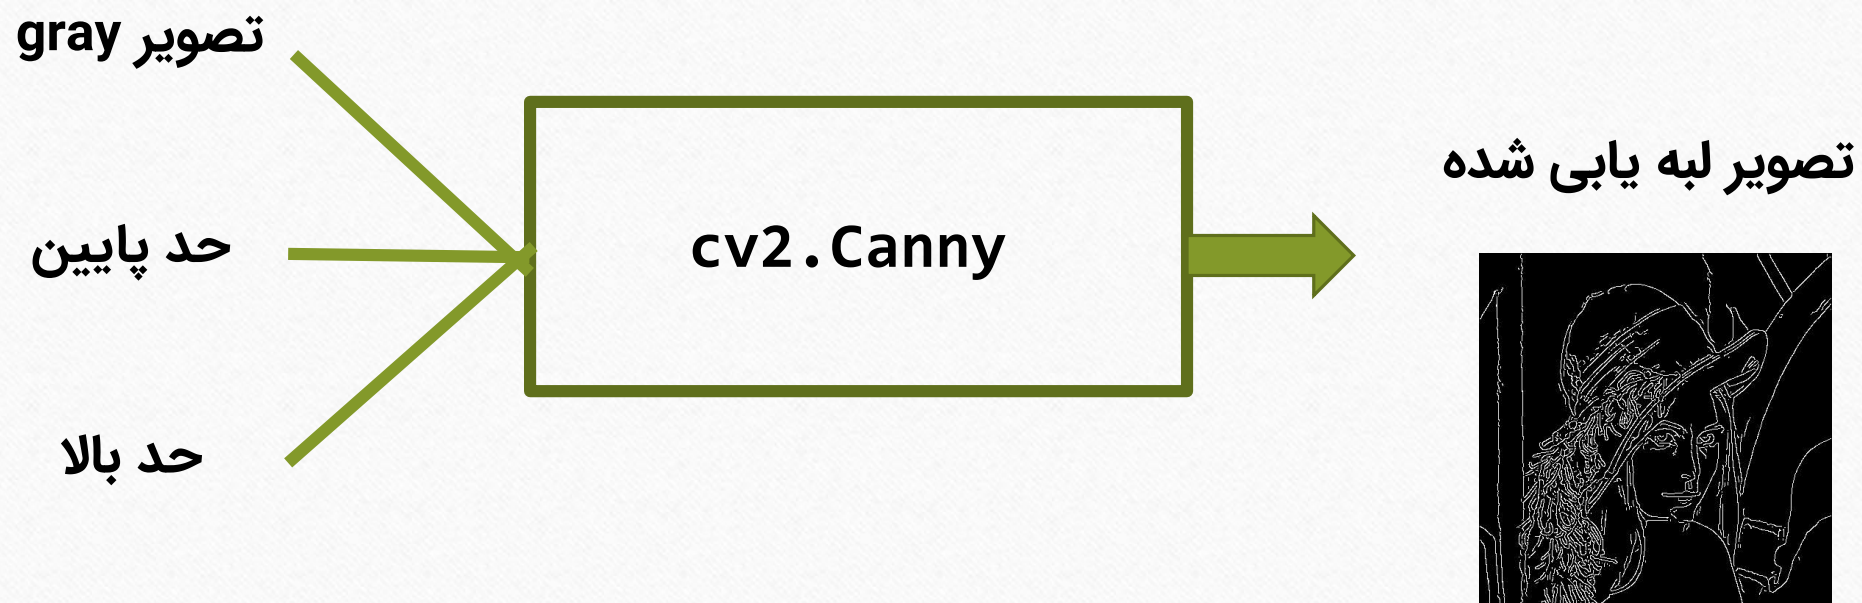 تصویر gray
حد پایین
حد بالا
cv2.Canny
تصویر لبه یابی شده